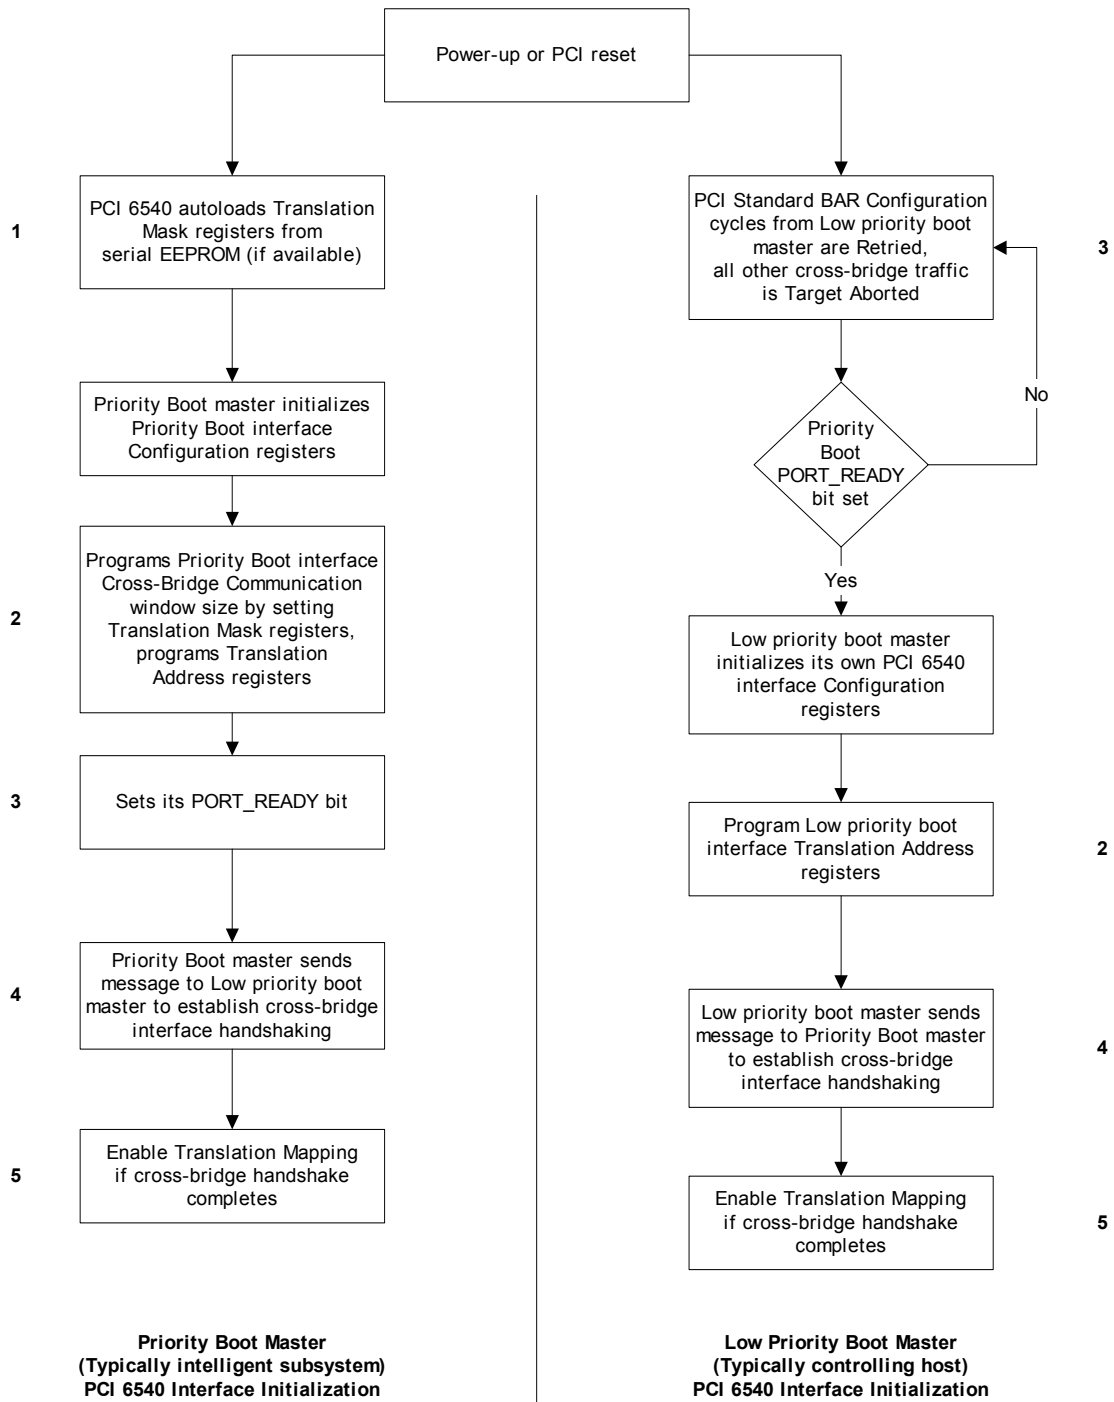 Power-up or PCI reset
1
PCI 6540 autoloads Translation
Mask registers from
serial EEPROM (if available)
Priority Boot master initializes
Priority Boot interface
Configuration registers
2
Programs Priority Boot interface
Cross-Bridge Communication
window size by setting
Translation Mask registers,
programs Translation
Address registers
3
Sets its PORT_READY bit
4
Priority Boot master sends
message to Low priority boot
master to establish cross-bridge
interface handshaking
5
Enable Translation Mapping
if cross-bridge handshake
completes
Priority Boot Master
(Typically intelligent subsystem)
PCI 6540 Interface Initialization
PCI Standard BAR Configuration
cycles from Low priority boot
master are Retried,
all other cross-bridge traffic
is Target Aborted
3
No
Priority
Boot
PORT_READY
bit set
Yes
Low priority boot master
initializes its own PCI 6540
interface Configuration
registers
Program Low priority boot
interface Translation Address
registers
2
Low priority boot master sends
message to Priority Boot master
to establish cross-bridge
interface handshaking
4
Enable Translation Mapping
if cross-bridge handshake
completes
5
Low Priority Boot Master
(Typically controlling host)
PCI 6540 Interface Initialization